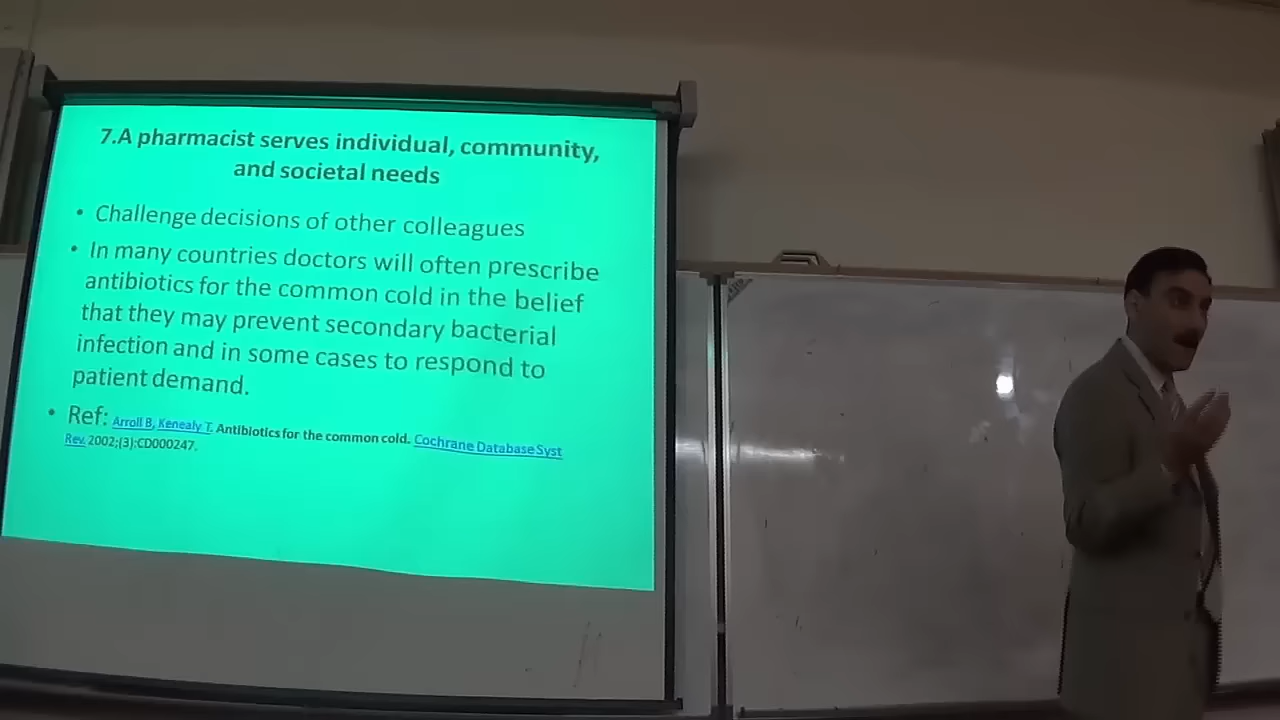 7.A pharmacist serves individual, community,
and societal needs
• Challenge decisions of other colleagues
• In many countries doctors will often prescribe
antibiotics for the common cold in the belief
that they may prevent secondary bacterial
infection and in some cases to respond to
patient demand.
• Ref: Arroll B, Kenealy T. Antibiotics for the common cold. Cochrane Database Syst
Rev. 2002;(3):CD000247.